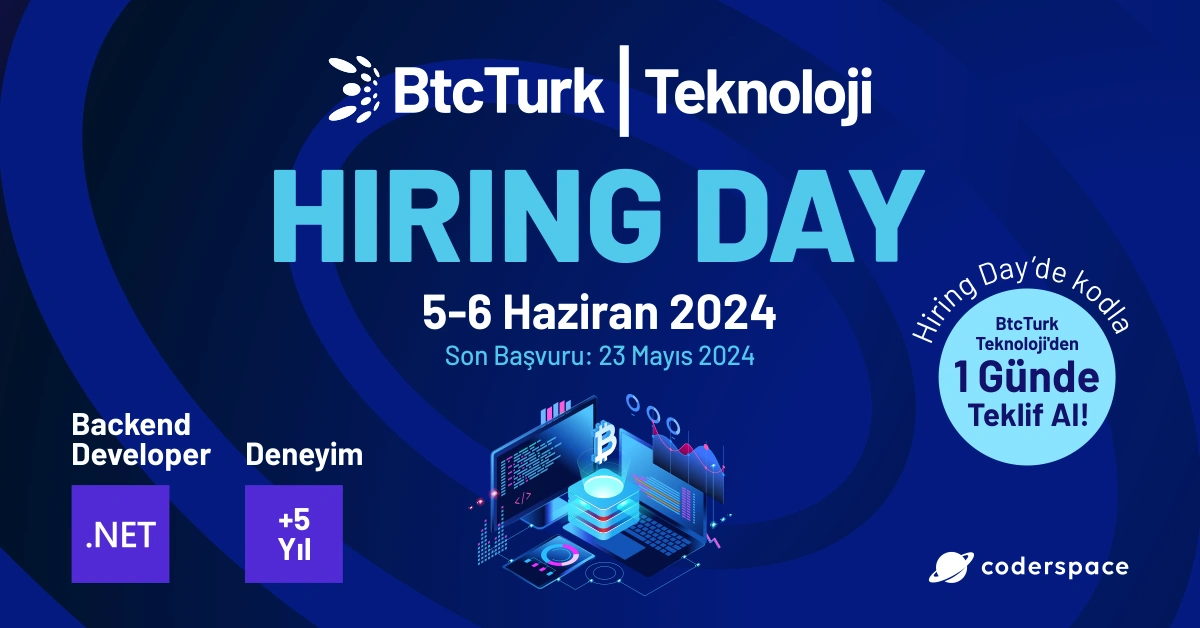 BtcTurk | Teknoloji
HIRING DAY
5-6 Haziran 2024
Son Başvuru: 23 Mayıs 2024
Hiring Day'de kodla
BtcTurk
Teknoloji'den
1 Günde
Teklif Al!
Backend
Developer
.NET
Deneyim
+5
Yıl
</>
coderspace